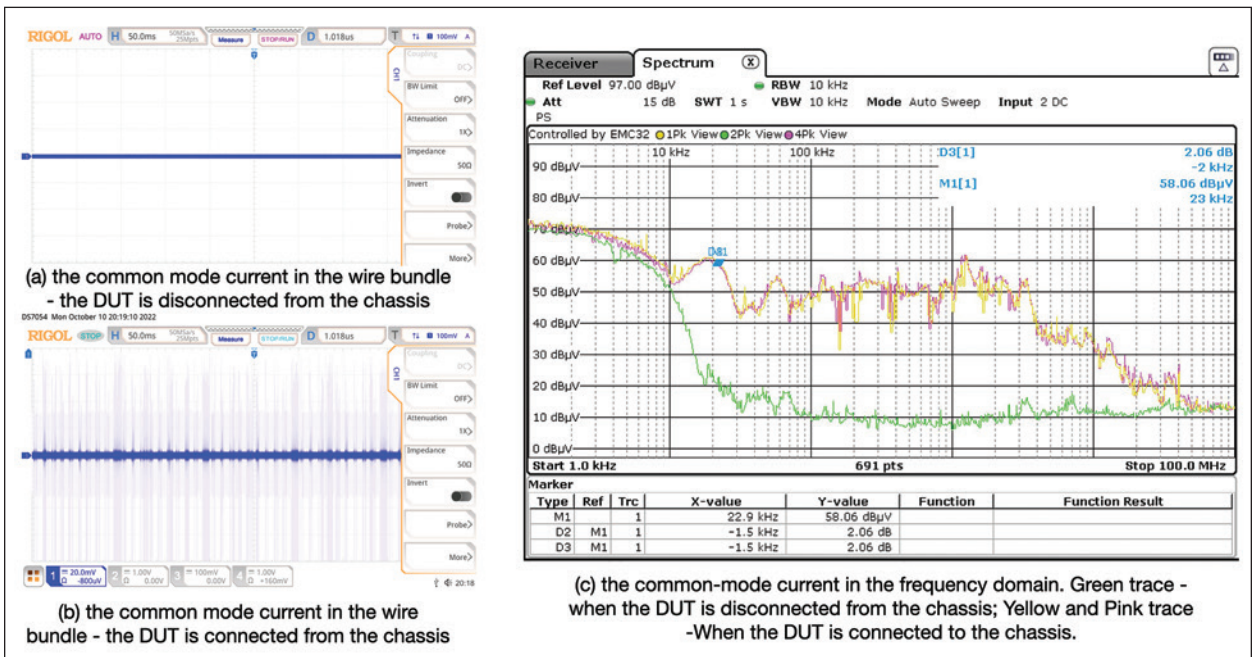 RIGOL AUTO H 50.0ms 50MSa/s 25Mpts Measure STOP/RUN D 1.018us T 100mV A
CH1
Coupling
DC
BW Limit
OFF
Attenuation
1X
Impedance
50Ω
Invert
Probe
More
(a) the common mode current in the wire bundle
- the DUT is disconnected from the chassis
DS7054 Mon October 10 20:19:10 2022
RIGOL STOP H 50.0ms 50MSa/s 25Mpts Measure STOP/RUN D 1.018us T 100mV A
CH1
Coupling
DC
BW Limit
OFF
Attenuation
1X
Impedance
50Ω
Invert
Probe
More
1 = 20.0mV Ω -800uV 2 = 1.00V Ω 0.00V 3 = 100mV 0.00V 4 = 1.00V Ω +160mV 20:18
(b) the common mode current in the wire
bundle - the DUT is connected from the chassis
Receiver Spectrum X
Ref Level 97.00 dBµV RBW 10 kHz
Att 15 dB SWT 1 s VBW 10 kHz Mode Auto Sweep Input 2 DC
PS
Controlled by EMC32 1Pk View 2Pk View 4Pk View
10 kHz 100 kHz D3[1] 2.06 dB
-2 kHz
90 dBµV
M1[1] 58.06 dBµV
23 kHz
80 dBµV
70 dBµV
60 dBµV
50 dBµV
40 dBµV
30 dBµV
20 dBµV
10 dBµV
0 dBµV
Start 1.0 kHz 691 pts Stop 100.0 MHz
Marker
Type Ref Trc X-value Y-value Function Function Result
M1 1 22.9 kHz 58.06 dBµV
D2 M1 1 -1.5 kHz 2.06 dB
D3 M1 1 -1.5 kHz 2.06 dB
(c) the common-mode current in the frequency domain. Green trace -
when the DUT is disconnected from the chassis; Yellow and Pink trace
-When the DUT is connected to the chassis.